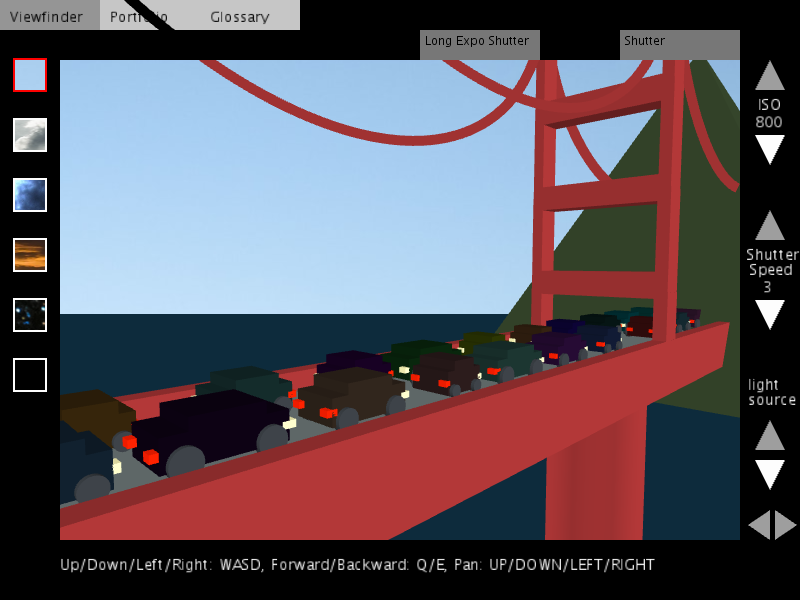 Viewfinder
Portfolio
Glossary
Long Expo Shutter
Shutter
ISO
800
Shutter
Speed
3
light
source
Up/Down/Left/Right: WASD, Forward/Backward: Q/E, Pan: UP/DOWN/LEFT/RIGHT